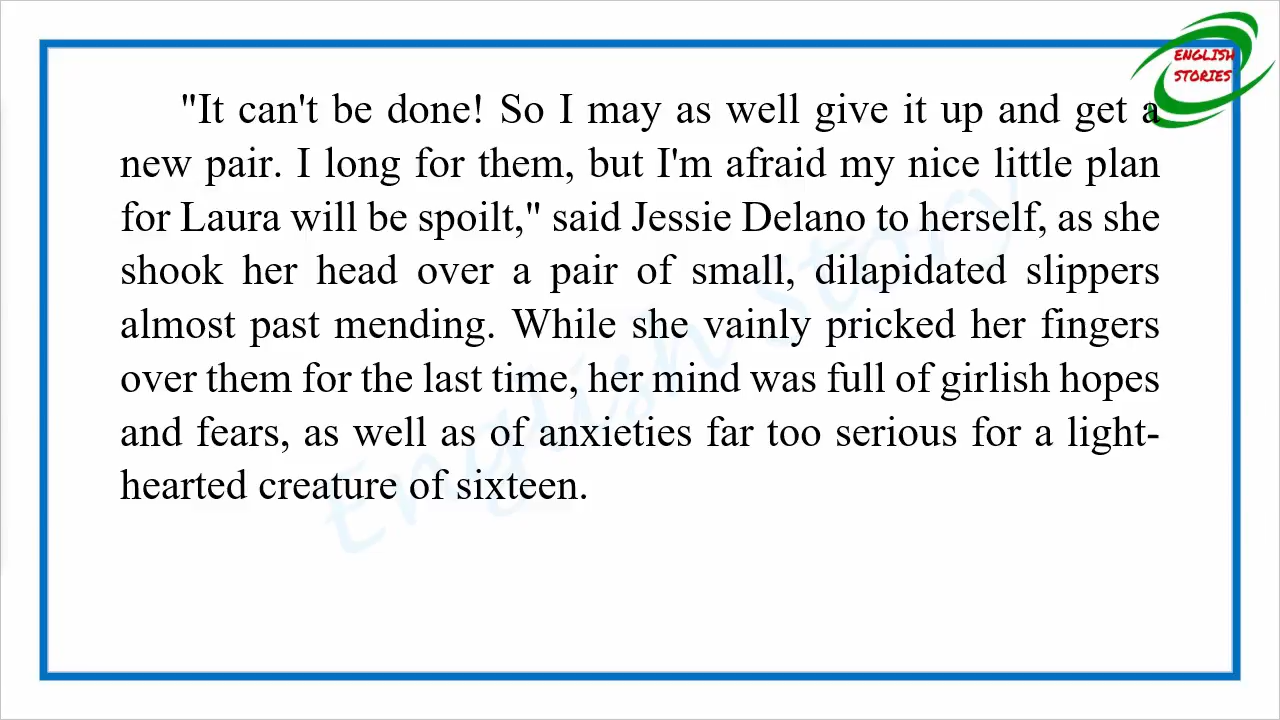 ENGLISH
STORIES
"It can't be done! So I may as well give it up and get a
new pair. I long for them, but I'm afraid my nice little plan
for Laura will be spoilt," said Jessie Delano to herself, as she
shook her head over a pair of small, dilapidated slippers
almost past mending. While she vainly pricked her fingers
over them for the last time, her mind was full of girlish hopes
and fears, as well as of anxieties far too serious for a light-
hearted creature of sixteen.
English Story